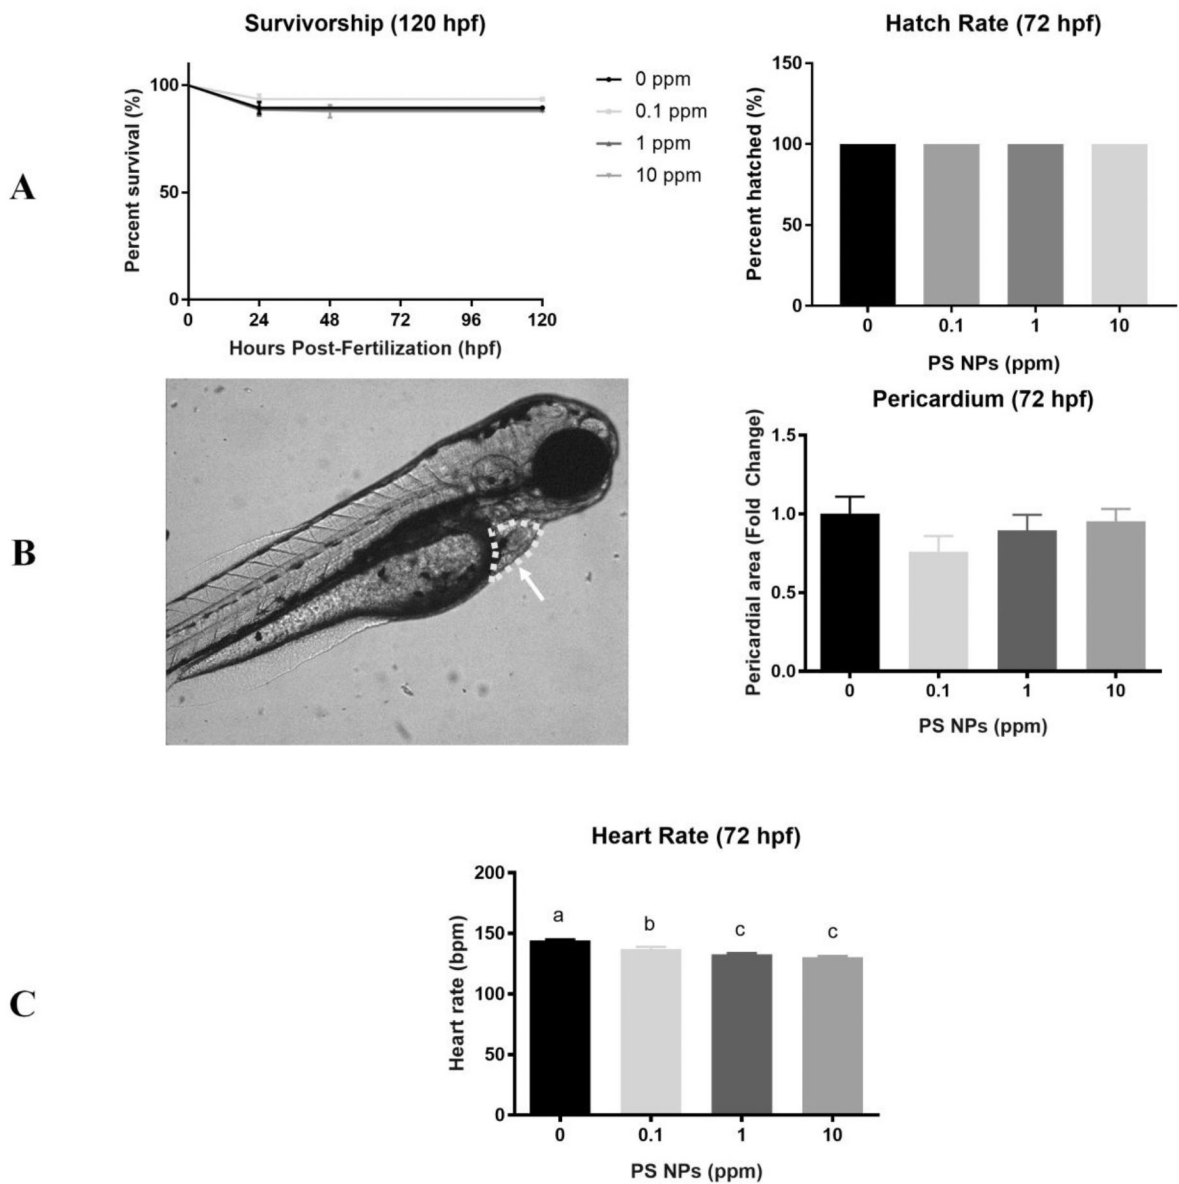 Survivorship (120 hpf)
Percent survival (%)
100
50
0
0 24 48 72 96 120
Hours Post-Fertilization (hpf)
0 ppm
0.1 ppm
1 ppm
10 ppm
Hatch Rate (72 hpf)
Percent hatched (%)
150
100
50
0
0 0.1 1 10
PS NPs (ppm)
A
B
Pericardium (72 hpf)
Pericardial area (Fold Change)
1.5
1.0
0.5
0.0
0 0.1 1 10
PS NPs (ppm)
C
Heart Rate (72 hpf)
Heart rate (bpm)
200
150
100
50
0
a b c c
0 0.1 1 10
PS NPs (ppm)